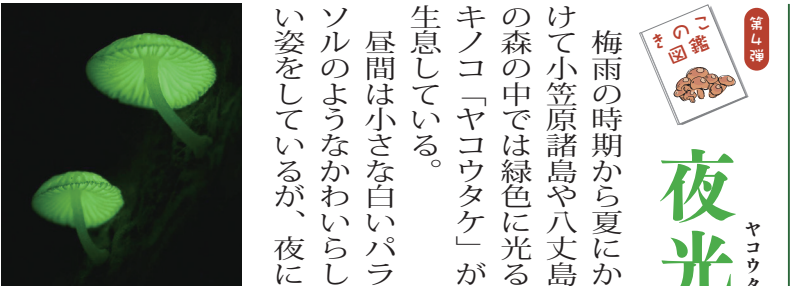 第4弾
きのこ図鑑
夜光
ヤコウタ
梅雨の時期から夏にか
けて小笠原諸島や八丈島
の森の中では緑色に光る
キノコ「ヤコウタケ」が
生息している。
昼間は小さな白いパラ
ソルのようなかわいらし
い姿をしているが、夜に